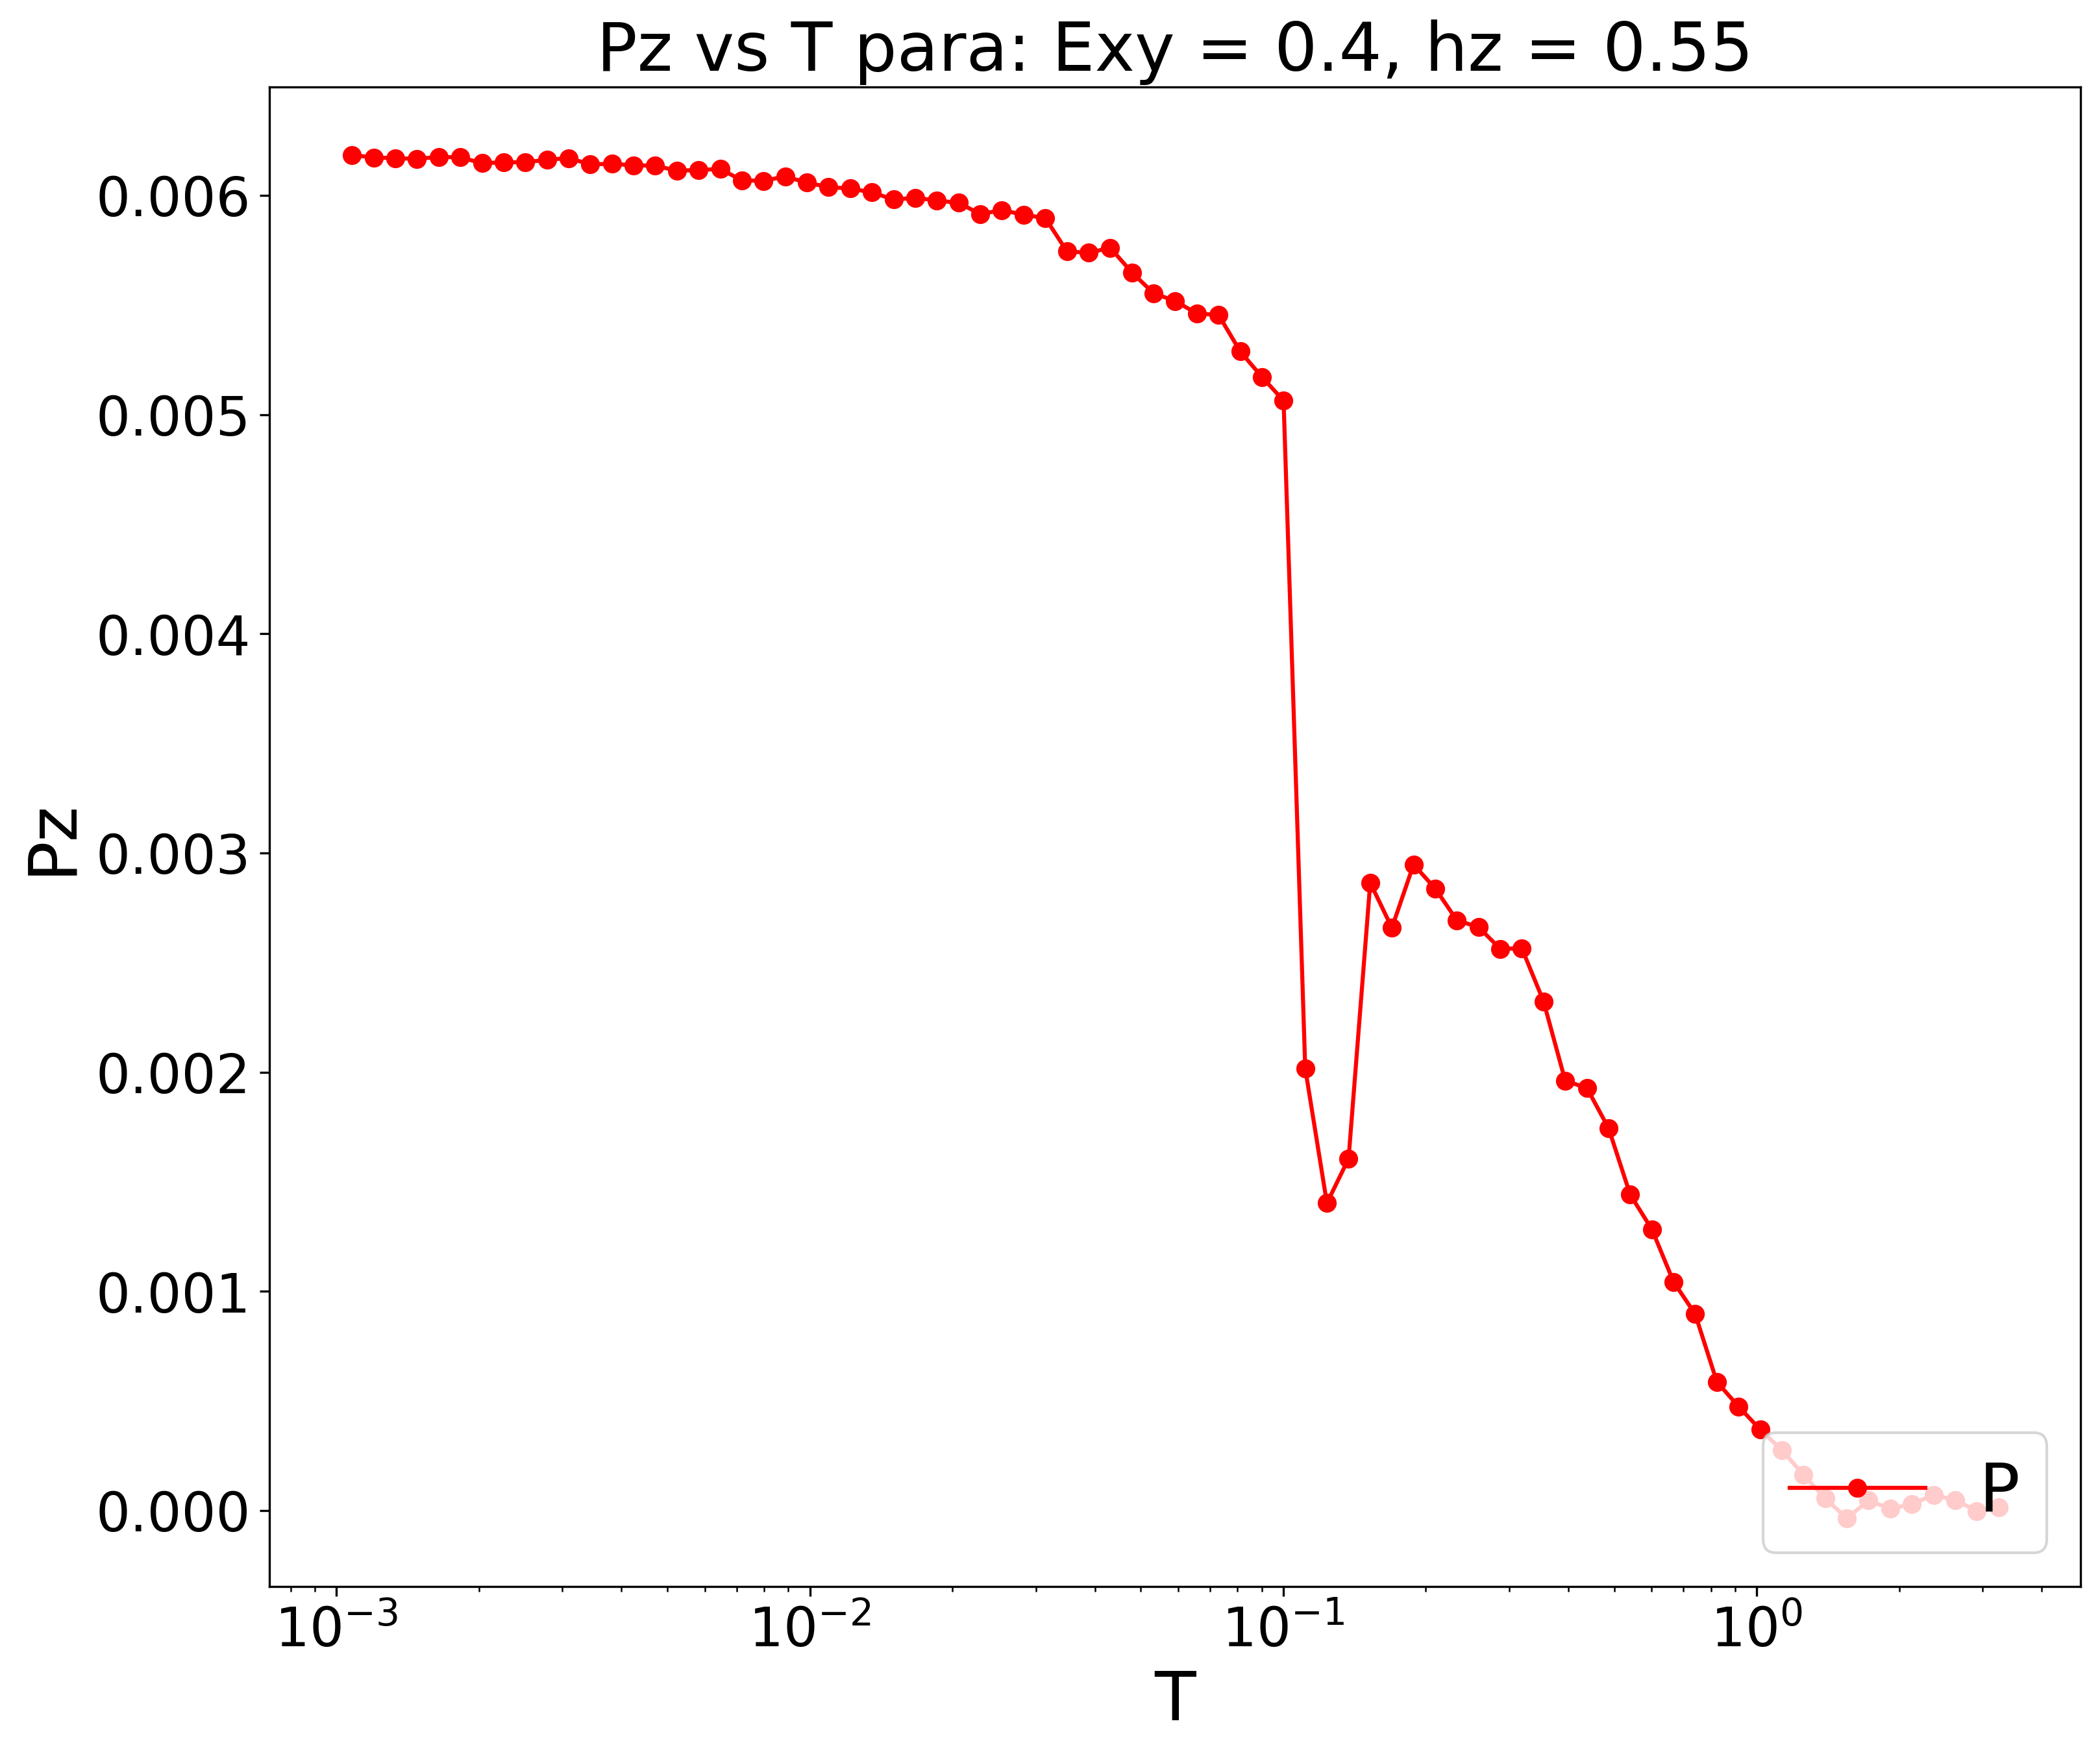 Pz vs T para: Exy = 0.4, hz = 0.55
Pz
0.006
0.005
0.004
0.003
0.002
0.001
0.000
P
10⁻³ 10⁻² 10⁻¹ 10⁰
T